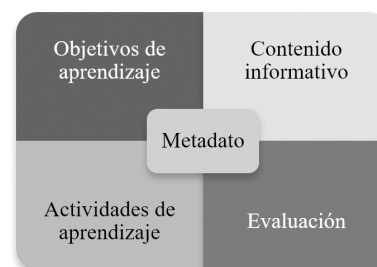 Objetivos de
aprendizaje
Contenido
informativo
Metadato
Actividades de
aprendizaje
Evaluación